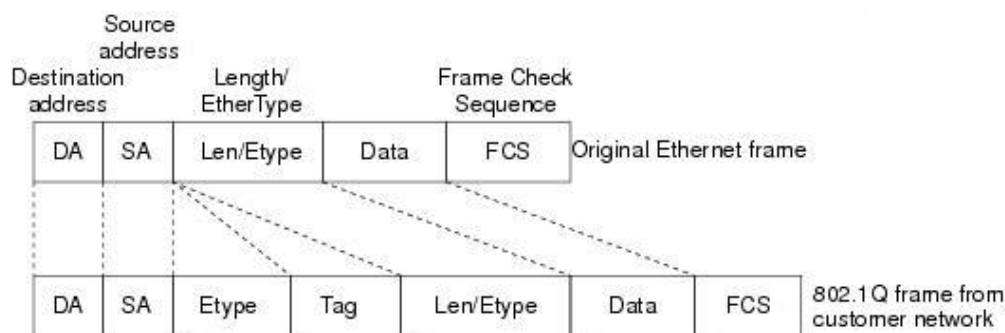 Source
address
Destination
address
Length/
EtherType
Frame Check
Sequence
DA SA Len/Etype Data FCS Original Ethernet frame
DA SA Etype Tag Len/Etype Data FCS 802.1Q frame from
customer network